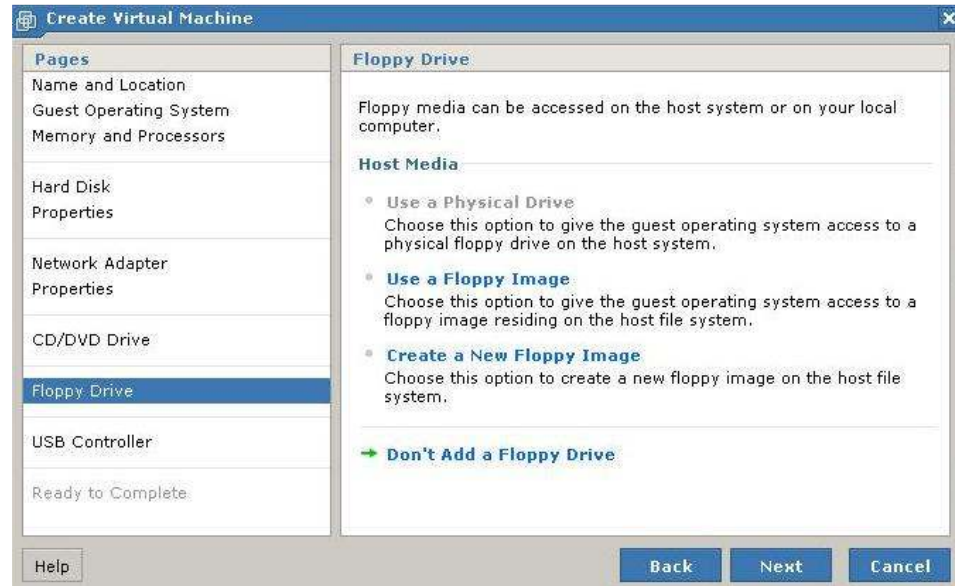 Create Virtual Machine
Pages
Name and Location
Guest Operating System
Memory and Processors
Hard Disk
Properties
Network Adapter
Properties
CD/DVD Drive
Floppy Drive
USB Controller
Ready to Complete
Floppy Drive
Floppy media can be accessed on the host system or on your local
computer.
Host Media
Use a Physical Drive
Choose this option to give the guest operating system access to a
physical floppy drive on the host system.
Use a Floppy Image
Choose this option to give the guest operating system access to a
floppy image residing on the host file system.
Create a New Floppy Image
Choose this option to create a new floppy image on the host file
system.
Don't Add a Floppy Drive
Help
Back
Next
Cancel